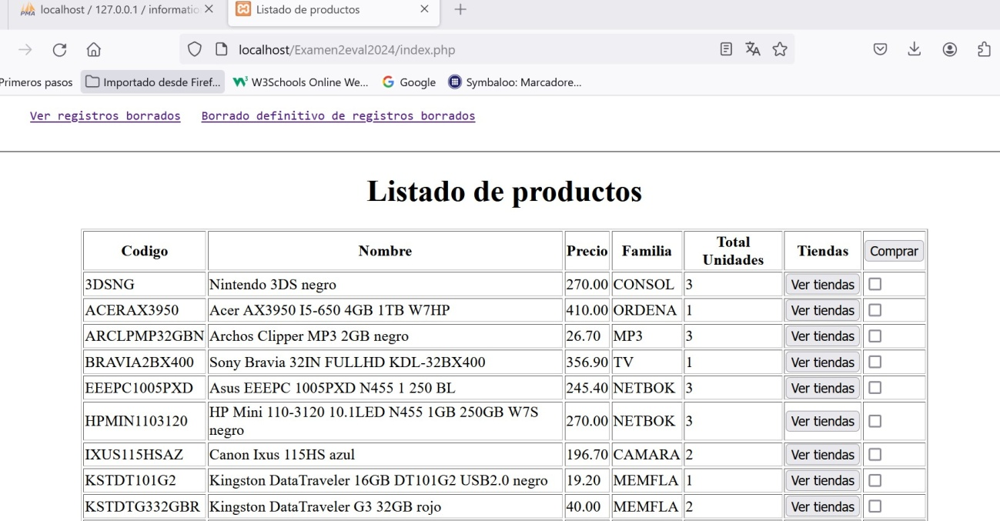 PMA localhost / 127.0.0.1 / informatio Listado de productos
localhost/Examen2eval2024/index.php
Primeros pasos Importado desde Firef... W3Schools Online We... Google Symbaloo: Marcadore...
Ver registros borrados Borrado definitivo de registros borrados
Listado de productos
Codigo Nombre Precio Familia Total Unidades Tiendas Comprar
3DSNG Nintendo 3DS negro 270.00 CONSOL 3 Ver tiendas
ACERAX3950 Acer AX3950 I5-650 4GB 1TB W7HP 410.00 ORDENA 1 Ver tiendas
ARCLPMP32GBN Archos Clipper MP3 2GB negro 26.70 MP3 3 Ver tiendas
BRAVIA2BX400 Sony Bravia 32IN FULLHD KDL-32BX400 356.90 TV 1 Ver tiendas
EEEPC1005PXD Asus EEEPC 1005PXD N455 1 250 BL 245.40 NETBOK 3 Ver tiendas
HPMIN1103120 HP Mini 110-3120 10.1LED N455 1GB 250GB W7S negro 270.00 NETBOK 3 Ver tiendas
IXUS115HSAZ Canon Ixus 115HS azul 196.70 CAMARA 2 Ver tiendas
KSTDT101G2 Kingston DataTraveler 16GB DT101G2 USB2.0 negro 19.20 MEMFLA 1 Ver tiendas
KSTDTG332GBR Kingston DataTraveler G3 32GB rojo 40.00 MEMFLA 2 Ver tiendas